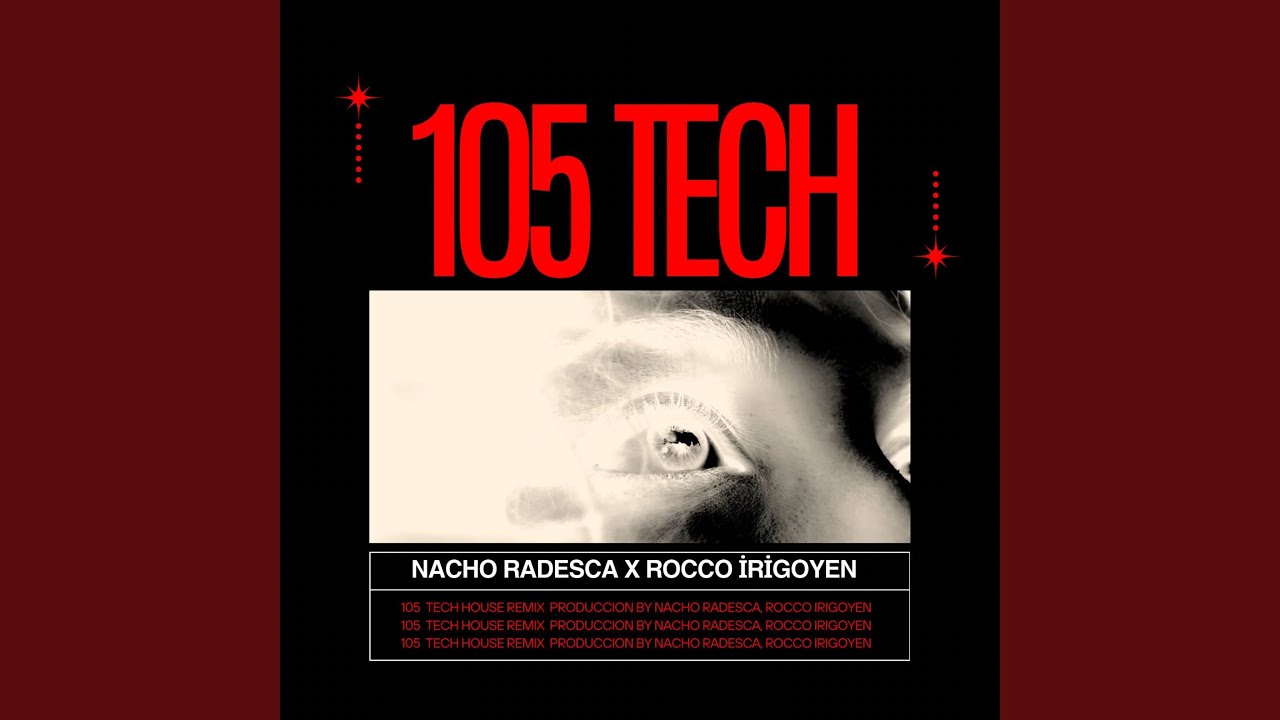 105 TECH
NACHO RADESCA X ROCCO İRİGOYEN
105 TECH HOUSE REMIX PRODUCCION BY NACHO RADESCA, ROCCO IRIGOYEN
105 TECH HOUSE REMIX PRODUCCION BY NACHO RADESCA, ROCCO IRIGOYEN
105 TECH HOUSE REMIX PRODUCCION BY NACHO RADESCA, ROCCO IRIGOYEN